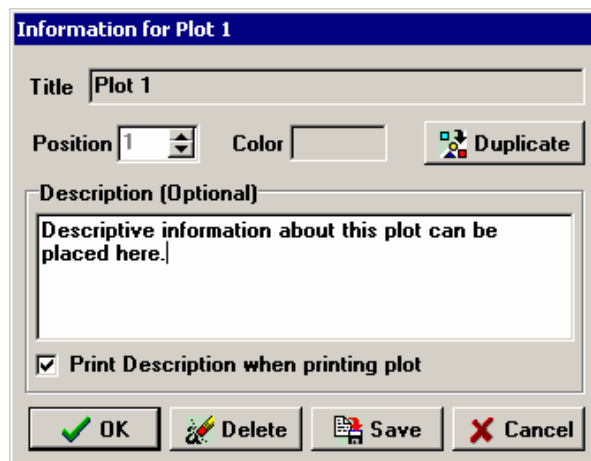 Information for Plot 1
Title Plot 1
Position 1 Color Duplicate
Description (Optional)
Descriptive information about this plot can be
placed here.
Print Description when printing plot
OK Delete Save Cancel